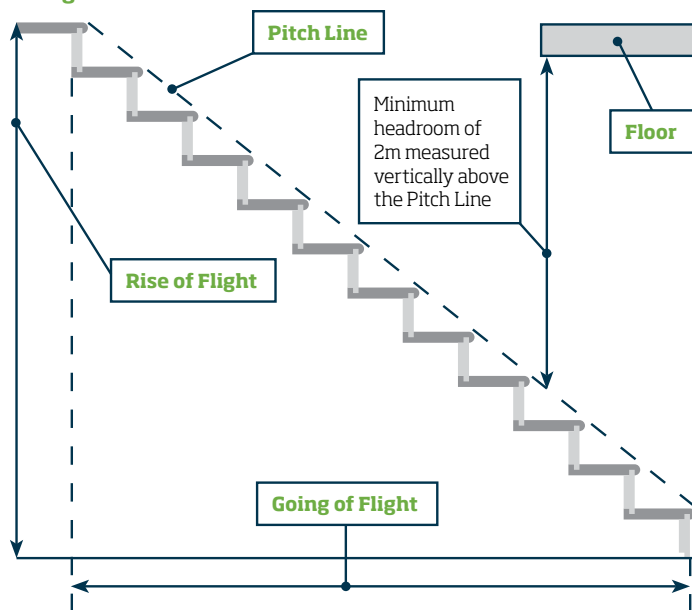 Pitch Line
Minimum
headroom of
2m measured
vertically above
the Pitch Line
Floor
Rise of Flight
Going of Flight